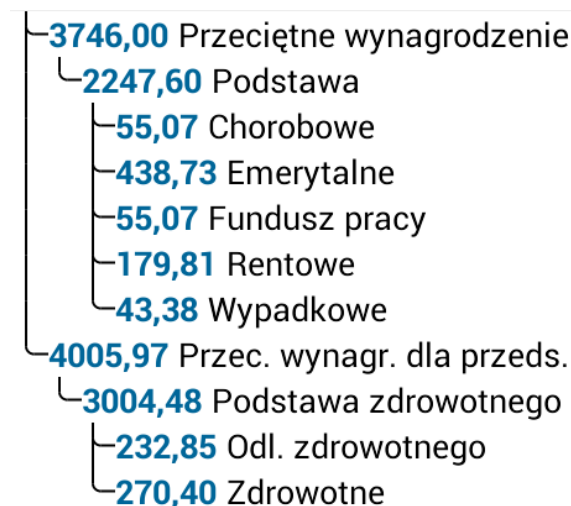 3746,00 Przeciętne wynagrodzenie
2247,60 Podstawa
55,07 Chorobowe
438,73 Emerytalne
55,07 Fundusz pracy
179,81 Rentowe
43,38 Wypadkowe
4005,97 Przec. wynagr. dla przeds.
3004,48 Podstawa zdrowotnego
232,85 Odl. zdrowotnego
270,40 Zdrowotne